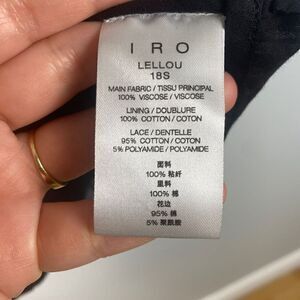 IRO
LELLOU
18S
MAIN FABRIC / TISSU PRINCIPAL
100% VISCOSE / VISCOSE
LINING / DOUBLURE
100% COTTON / COTON
LACE / DENTELLE
95% COTTON / COTON
5% POLYAMIDE / POLYAMIDE
面料
100% 粘纤
里料
100% 棉
花边
95% 棉
5% 聚酰胺